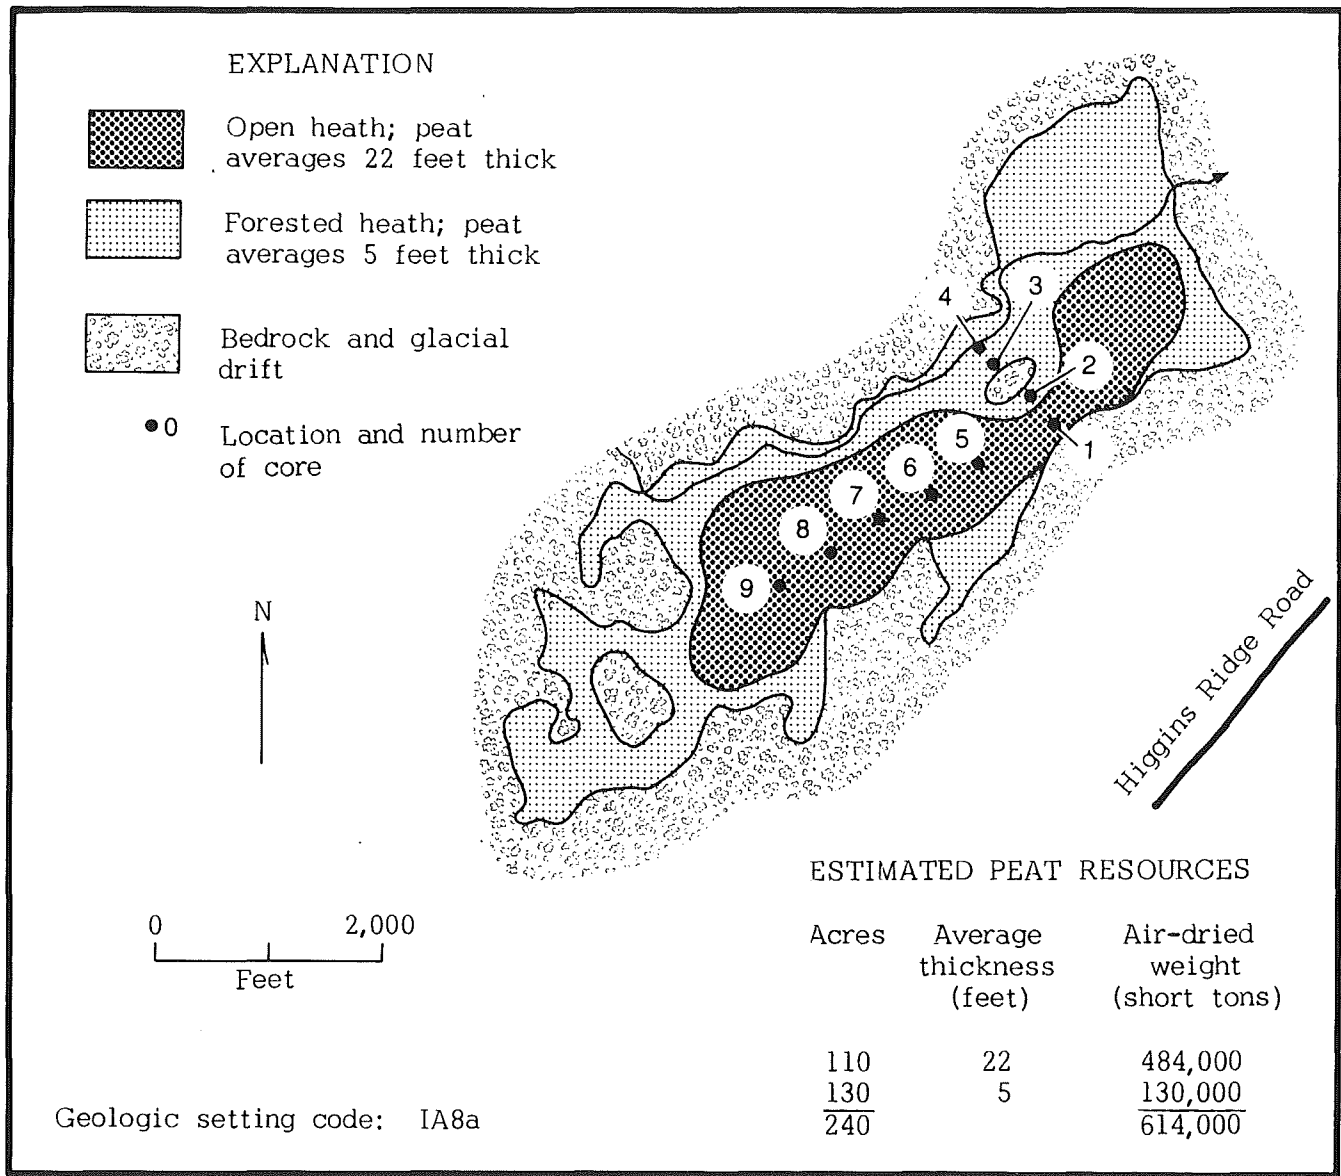 EXPLANATION
Open heath; peat
averages 22 feet thick
Forested heath; peat
averages 5 feet thick
Bedrock and glacial
drift
0
Location and number
of core
4
3
2
1
5
6
7
8
9
N
Higgins Ridge Road
0 2,000
Feet
ESTIMATED PEAT RESOURCES
Acres Average Air-dried
thickness weight
(feet) (short tons)
110 22 484,000
130 5 130,000
240 614,000
Geologic setting code: IA8a